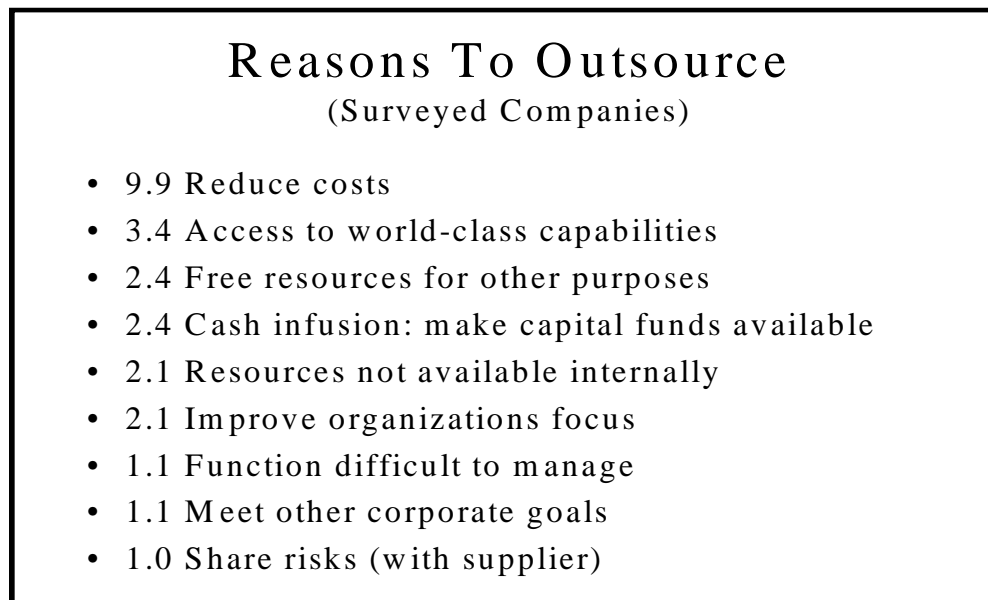 Reasons To Outsource
(Surveyed Companies)
• 9.9 Reduce costs
• 3.4 Access to world-class capabilities
• 2.4 Free resources for other purposes
• 2.4 Cash infusion: make capital funds available
• 2.1 Resources not available internally
• 2.1 Improve organizations focus
• 1.1 Function difficult to manage
• 1.1 Meet other corporate goals
• 1.0 Share risks (with supplier)